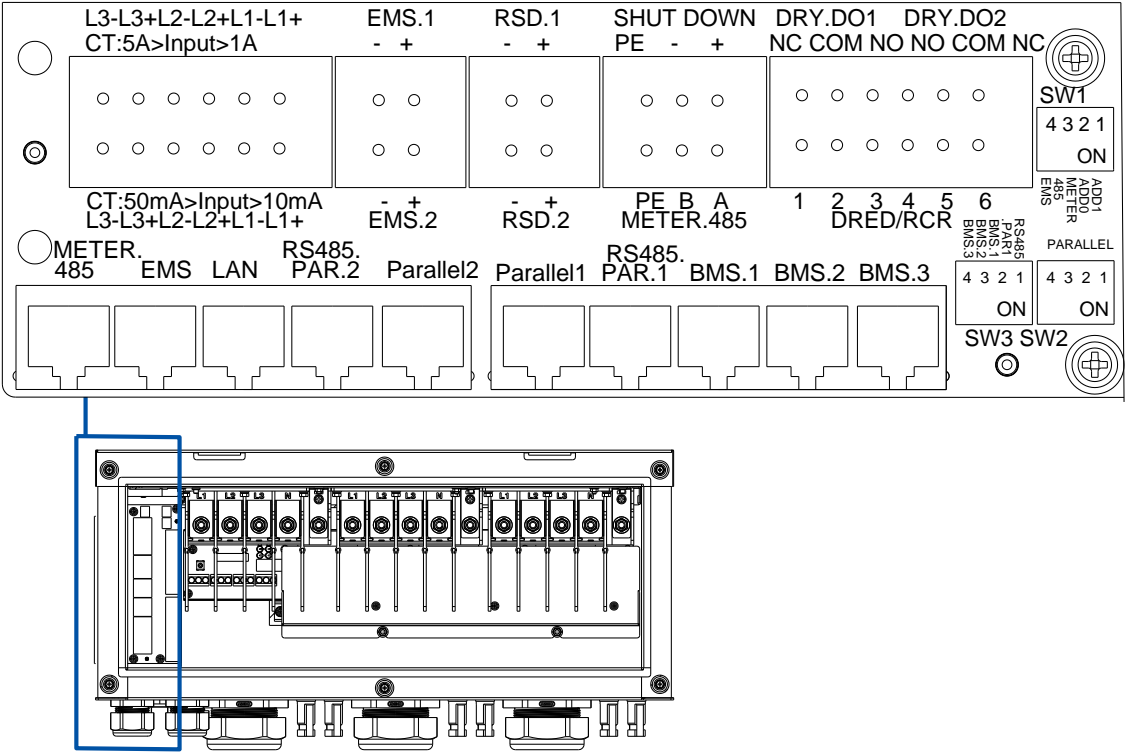 L3-L3+L2-L2+L1-L1+ EMS.1 RSD.1 SHUT DOWN DRY.DO1 DRY.DO2
CT:5A>Input>1A - + - + PE - + NC COM NO NO COM NC
SW1
4 3 2 1
ON
CT:50mA>Input>10mA - + - + PE B A 1 2 3 4 5 6
L3-L3+L2-L2+L1-L1+ EMS.2 RSD.2 METER.485 DRED/RCR
ADD1
ADD0
METER
485
EMS
RS485
.PAR1
BMS.1
BMS.2
BMS.3
PARALLEL
METER.
485
EMS
LAN
RS485.
PAR.2
Parallel2
Parallel1
RS485.
PAR.1
BMS.1
BMS.2
BMS.3
4 3 2 1
ON
4 3 2 1
ON
SW3 SW2
L1 L2 L3 N L1 L2 L3 N L1 L2 L3 N